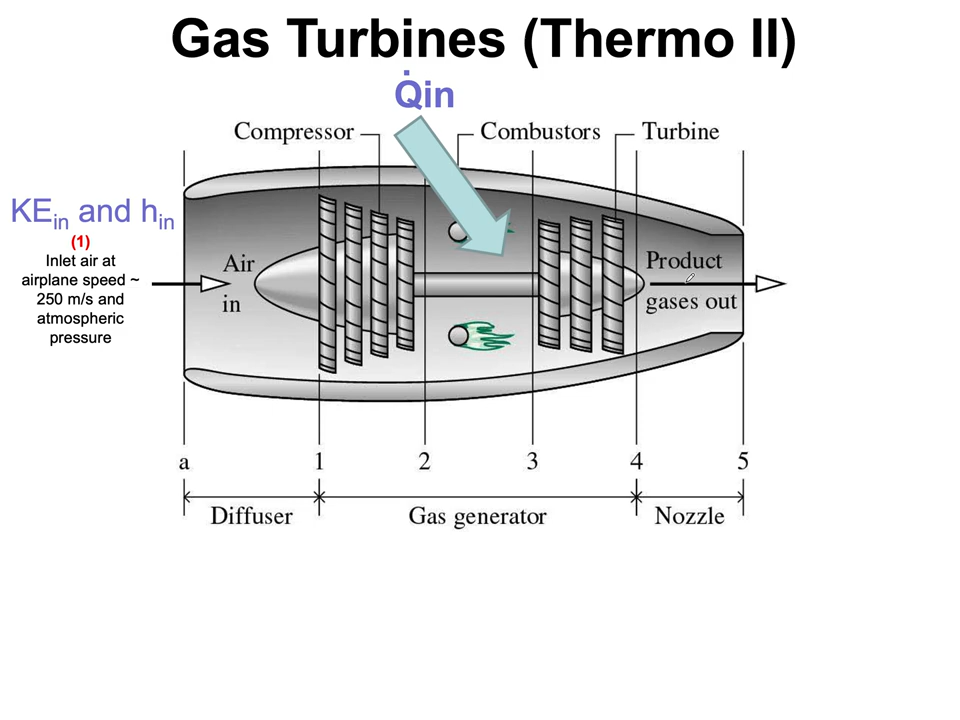 Gas Turbines (Thermo II)
Q̇in
Compressor
Combustors
Turbine
KEin and hin
(1)
Inlet air at
airplane speed ~
250 m/s and
atmospheric
pressure
Air
in
Product
gases out
a 1 2 3 4 5
Diffuser
Gas generator
Nozzle